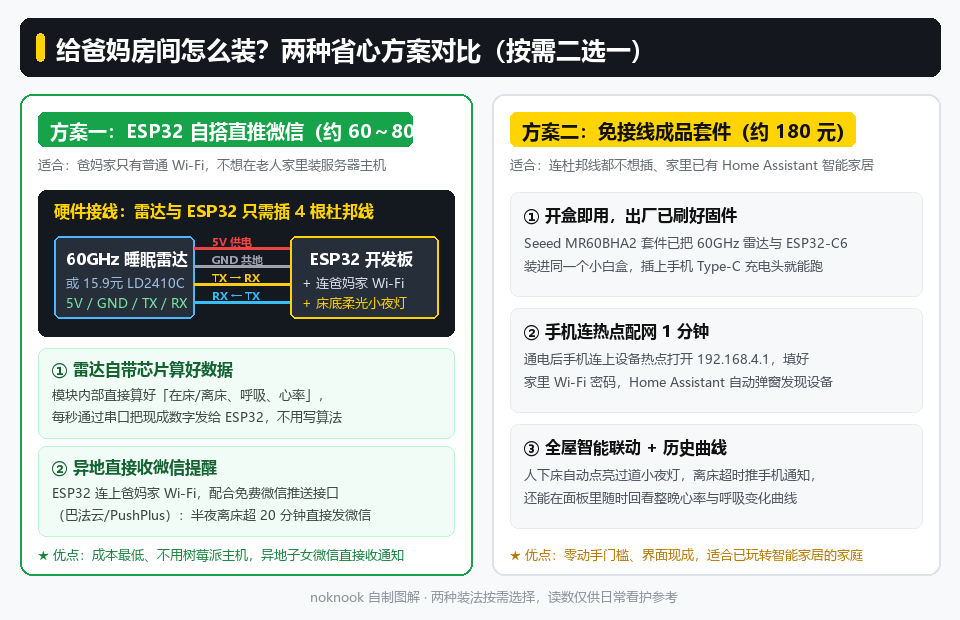 给爸妈房间怎么装？两种省心方案对比（按需二选一）
方案一：ESP32 自搭直推微信（约 60～80
适合：爸妈家只有普通 Wi-Fi，不想在老人家里装服务器主机
硬件接线：雷达与 ESP32 只需插 4 根杜邦线
60GHz 睡眠雷达
或 15.9元 LD2410C
5V / GND / TX / RX
5V 供电
GND 共地
TX → RX
RX ← TX
ESP32 开发板
+ 连爸妈家 Wi-Fi
+ 床底柔光小夜灯
① 雷达自带芯片算好数据
模块内部直接算好「在床/离床、呼吸、心率」，
每秒通过串口把现成数字发给 ESP32，不用写算法
② 异地直接收微信提醒
ESP32 连上爸妈家 Wi-Fi，配合免费微信推送接口
（巴法云/PushPlus）：半夜离床超 20 分钟直接发微信
★ 优点：成本最低、不用树莓派主机，异地子女微信直接收通知
方案二：免接线成品套件（约 180 元）
适合：连杜邦线都不想插、家里已有 Home Assistant 智能家居
① 开盒即用，出厂已刷好固件
Seeed MR60BHA2 套件已把 60GHz 雷达与 ESP32-C6
装进同一个小白盒，插上手机 Type-C 充电头就能跑
② 手机连热点配网 1 分钟
通电后手机连上设备热点打开 192.168.4.1，填好
家里 Wi-Fi 密码，Home Assistant 自动弹窗发现设备
③ 全屋智能联动 + 历史曲线
人下床自动点亮过道小夜灯，离床超时推手机通知，
还能在面板里随时回看整晚心率与呼吸变化曲线
★ 优点：零动手门槛、界面现成，适合已玩转智能家居的家庭
noknook 自制图解 · 两种装法按需选择，读数仅供日常看护参考